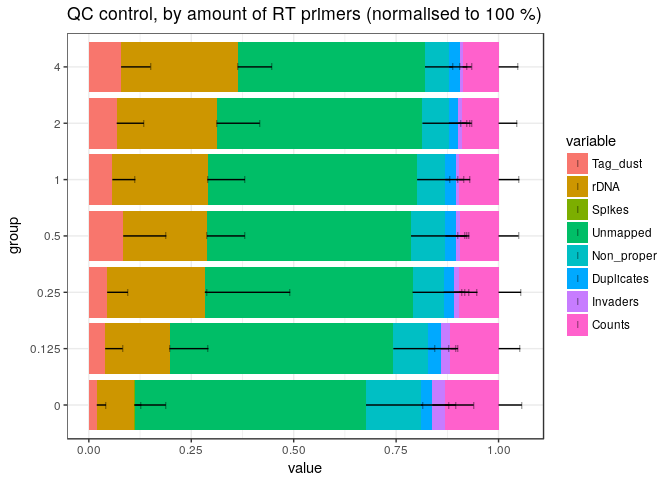 QC control, by amount of RT primers (normalised to 100 %)
group
4
2
1
0.5
0.25
0.125
0
0.00
0.25
0.50
0.75
1.00
value
variable
Tag_dust
rDNA
Spikes
Unmapped
Non_proper
Duplicates
Invaders
Counts